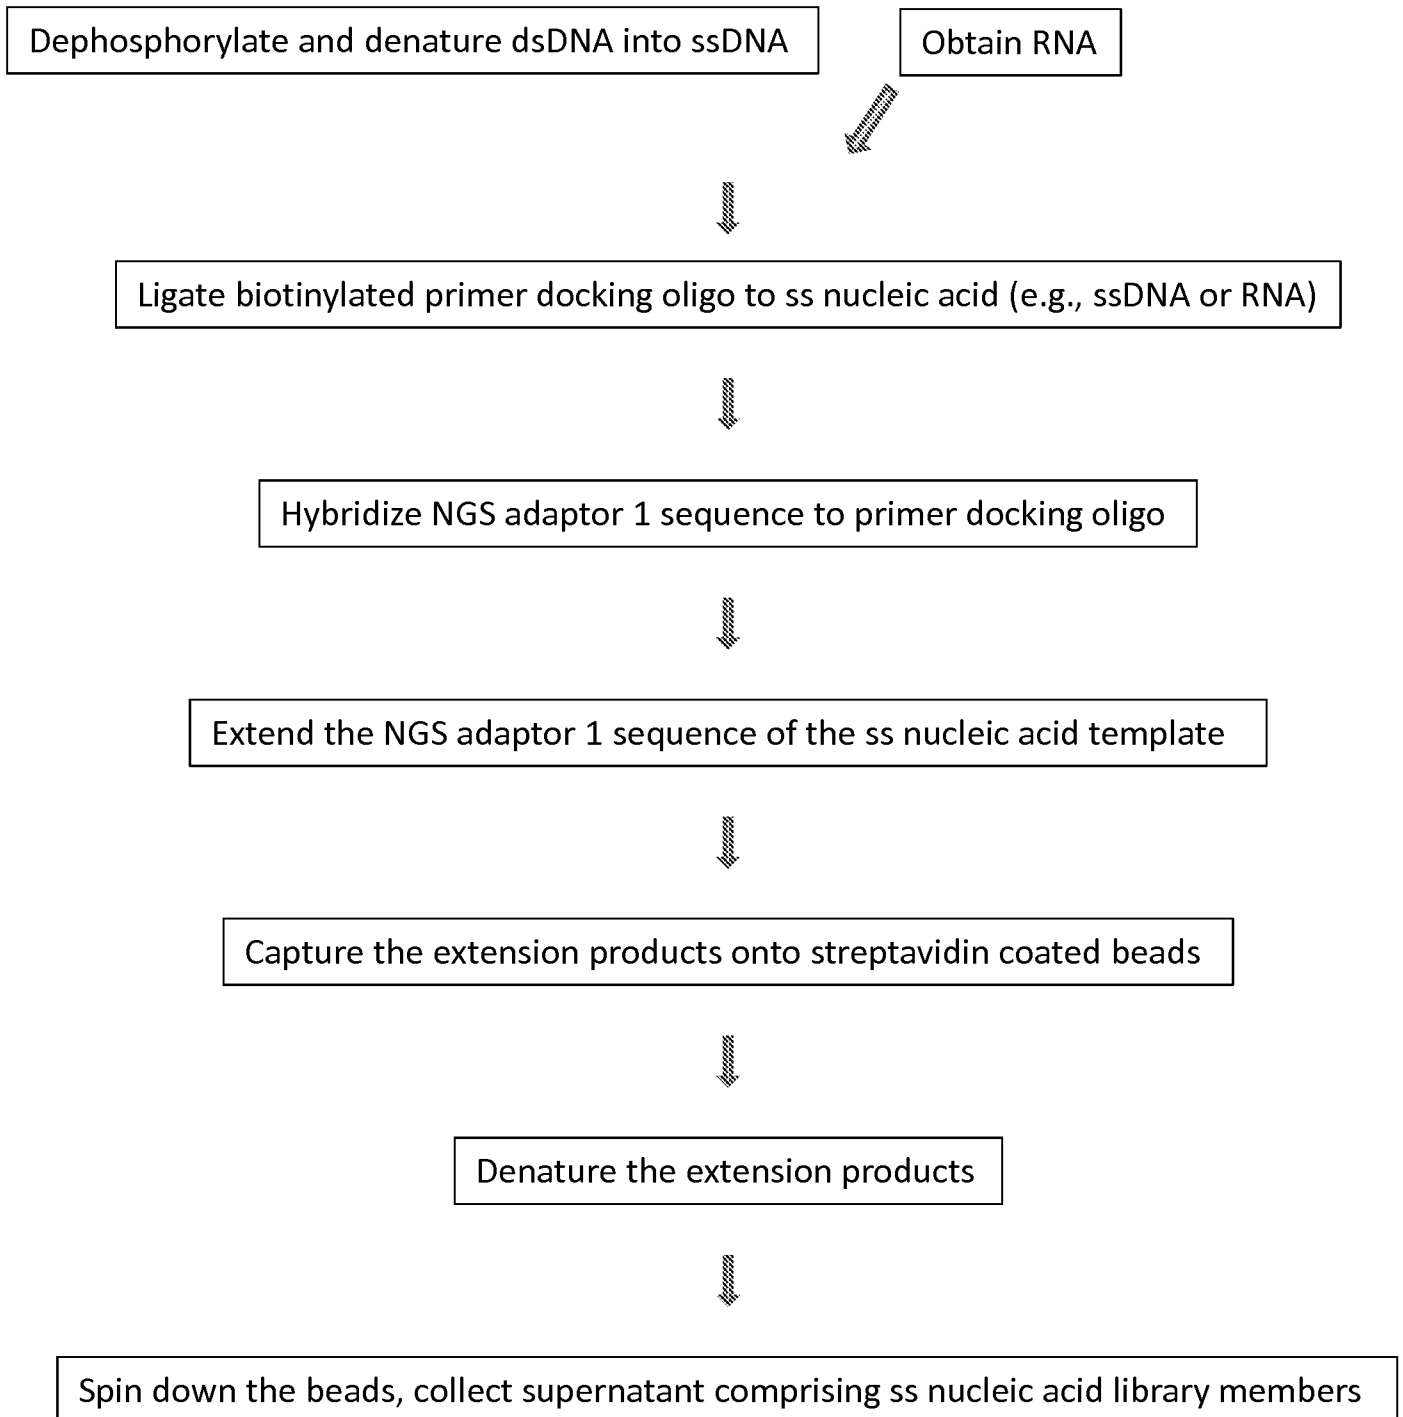 Dephosphorylate and denature dsDNA into ssDNA
Obtain RNA
Ligate biotinylated primer docking oligo to ss nucleic acid (e.g., ssDNA or RNA)
Hybridize NGS adaptor 1 sequence to primer docking oligo
Extend the NGS adaptor 1 sequence of the ss nucleic acid template
Capture the extension products onto streptavidin coated beads
Denature the extension products
Spin down the beads, collect supernatant comprising ss nucleic acid library members